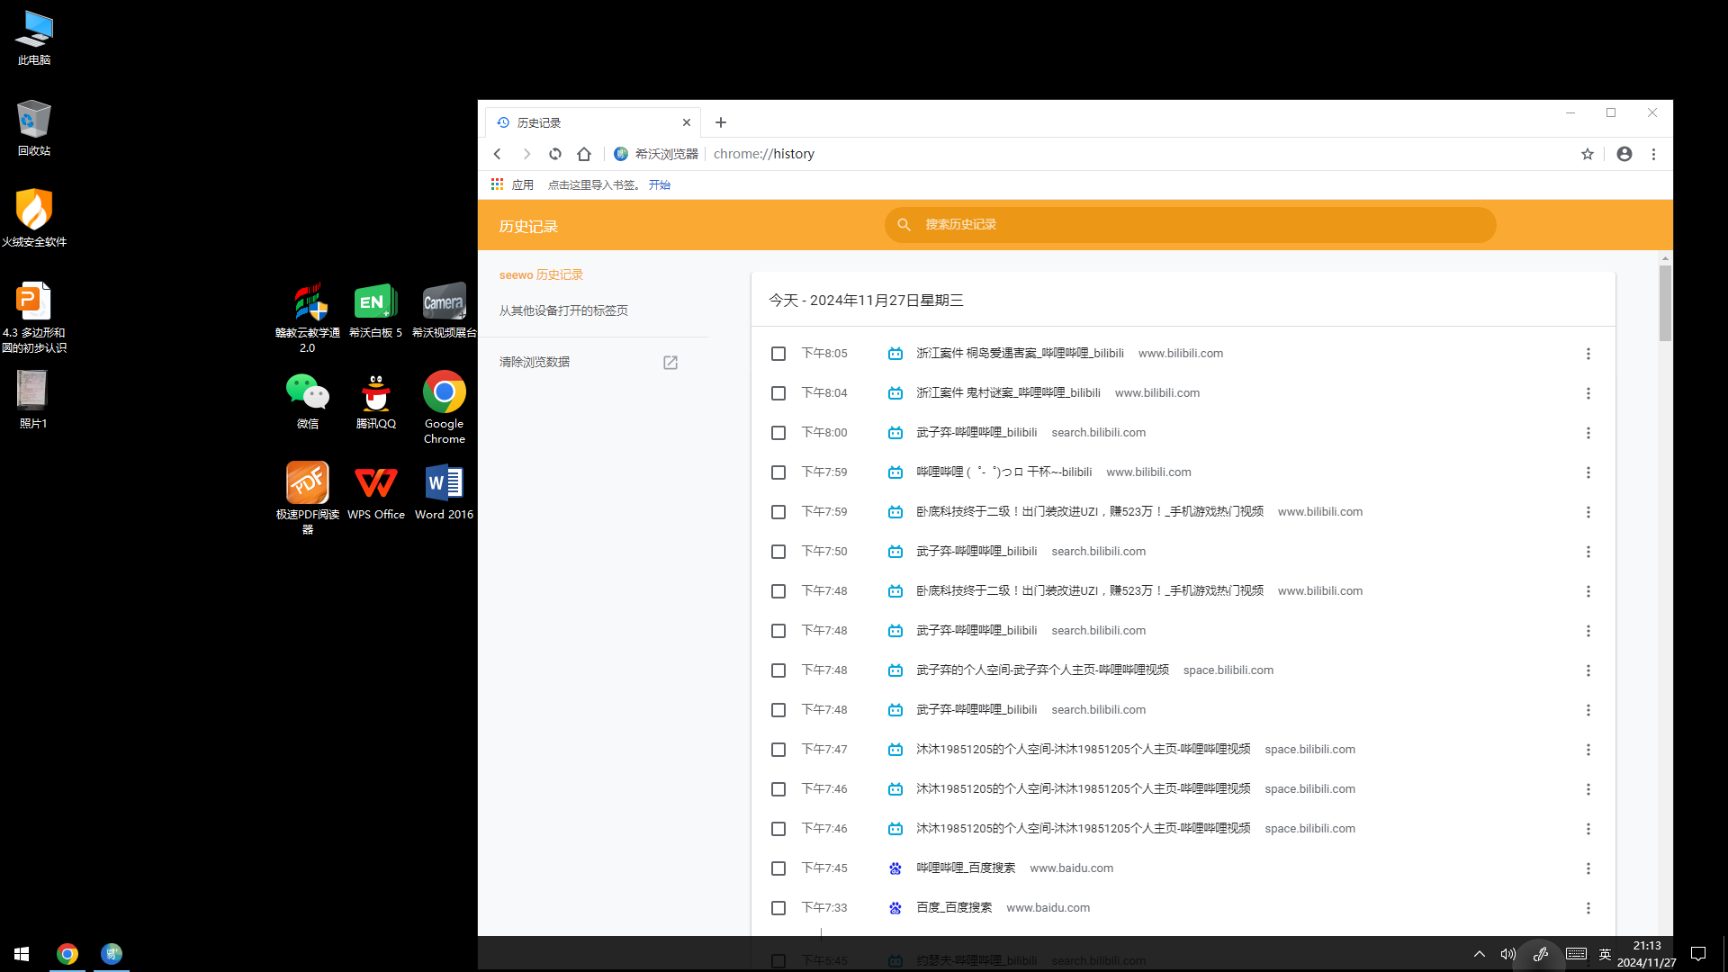 此电脑
回收站
火绒安全软件
4.3 多边形和
圆的初步认识
照片1
赣教云教学通
2.0
希沃白板 5
希沃视频展台
微信
腾讯QQ
Google
Chrome
极速PDF阅读
器
WPS Office
Word 2016
EN
Camera
PDF
历史记录
希沃浏览器
chrome://history
应用 点击这里导入书签。 开始
历史记录
搜索历史记录
seewo 历史记录
从其他设备打开的标签页
清除浏览数据
今天 - 2024年11月27日星期三
下午8:05 浙江案件 桐岛爱遇害案_哔哩哔哩_bilibili www.bilibili.com
下午8:04 浙江案件 鬼村谜案_哔哩哔哩_bilibili www.bilibili.com
下午8:00 武子弈-哔哩哔哩_bilibili search.bilibili.com
下午7:59 哔哩哔哩 (゜-゜)つロ 干杯~-bilibili www.bilibili.com
下午7:59 卧底科技终于二级！出门装改进UZI，赚523万！_手机游戏热门视频 www.bilibili.com
下午7:50 武子弈-哔哩哔哩_bilibili search.bilibili.com
下午7:48 卧底科技终于二级！出门装改进UZI，赚523万！_手机游戏热门视频 www.bilibili.com
下午7:48 武子弈-哔哩哔哩_bilibili search.bilibili.com
下午7:48 武子弈的个人空间-武子弈个人主页-哔哩哔哩视频 space.bilibili.com
下午7:48 武子弈-哔哩哔哩_bilibili search.bilibili.com
下午7:47 沐沐19851205的个人空间-沐沐19851205个人主页-哔哩哔哩视频 space.bilibili.com
下午7:46 沐沐19851205的个人空间-沐沐19851205个人主页-哔哩哔哩视频 space.bilibili.com
下午7:46 沐沐19851205的个人空间-沐沐19851205个人主页-哔哩哔哩视频 space.bilibili.com
下午7:45 哔哩哔哩_百度搜索 www.baidu.com
下午7:33 百度_百度搜索 www.baidu.com
下午5:45 约瑟夫-哔哩哔哩_bilibili search.bilibili.com
英
21:13
2024/11/27